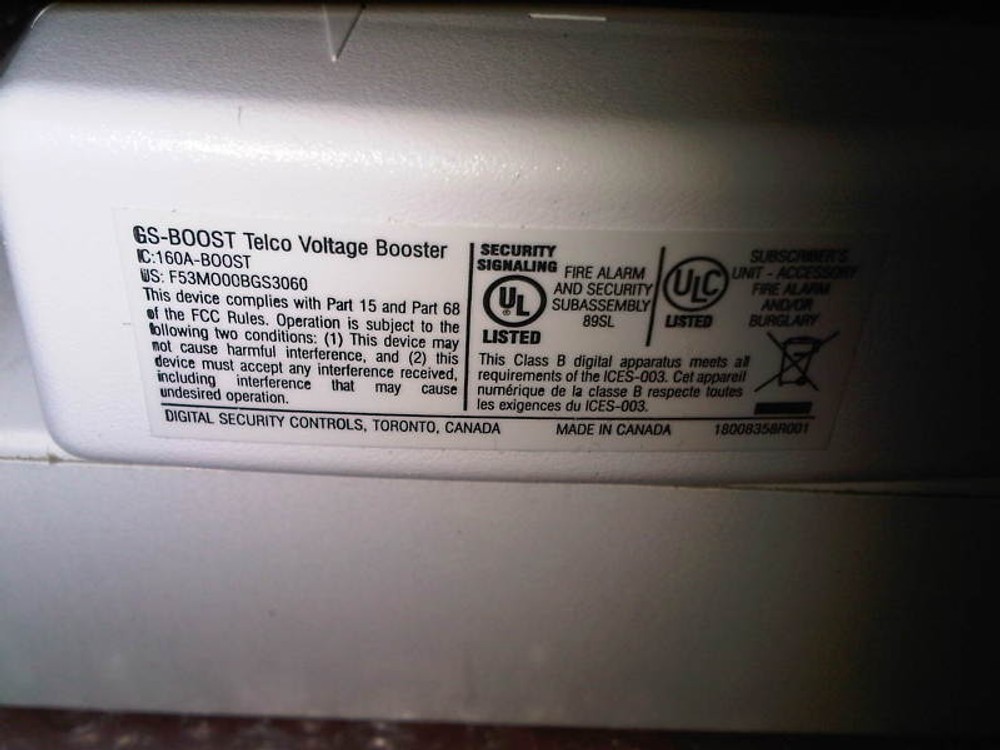 GS-BOOST Telco Voltage Booster
IC:160A-BOOST
US: F53MO00BGS3060
This device complies with Part 15 and Part 68
of the FCC Rules. Operation is subject to the
following two conditions: (1) This device may
not cause harmful interference, and (2) this
device must accept any interference received,
including interference that may cause
undesired operation.
SECURITY
SIGNALING
UL
LISTED
FIRE ALARM
AND SECURITY
SUBASSEMBLY
89SL
ULC
LISTED
SUBSCRIBER'S
UNIT - ACCESSORY
FIRE ALARM
AND/OR
BURGLARY
This Class B digital apparatus meets all
requirements of the ICES-003. Cet appareil
numérique de la classe B respecte toutes
les exigences du ICES-003.
DIGITAL SECURITY CONTROLS, TORONTO, CANADA
MADE IN CANADA
18008358R001